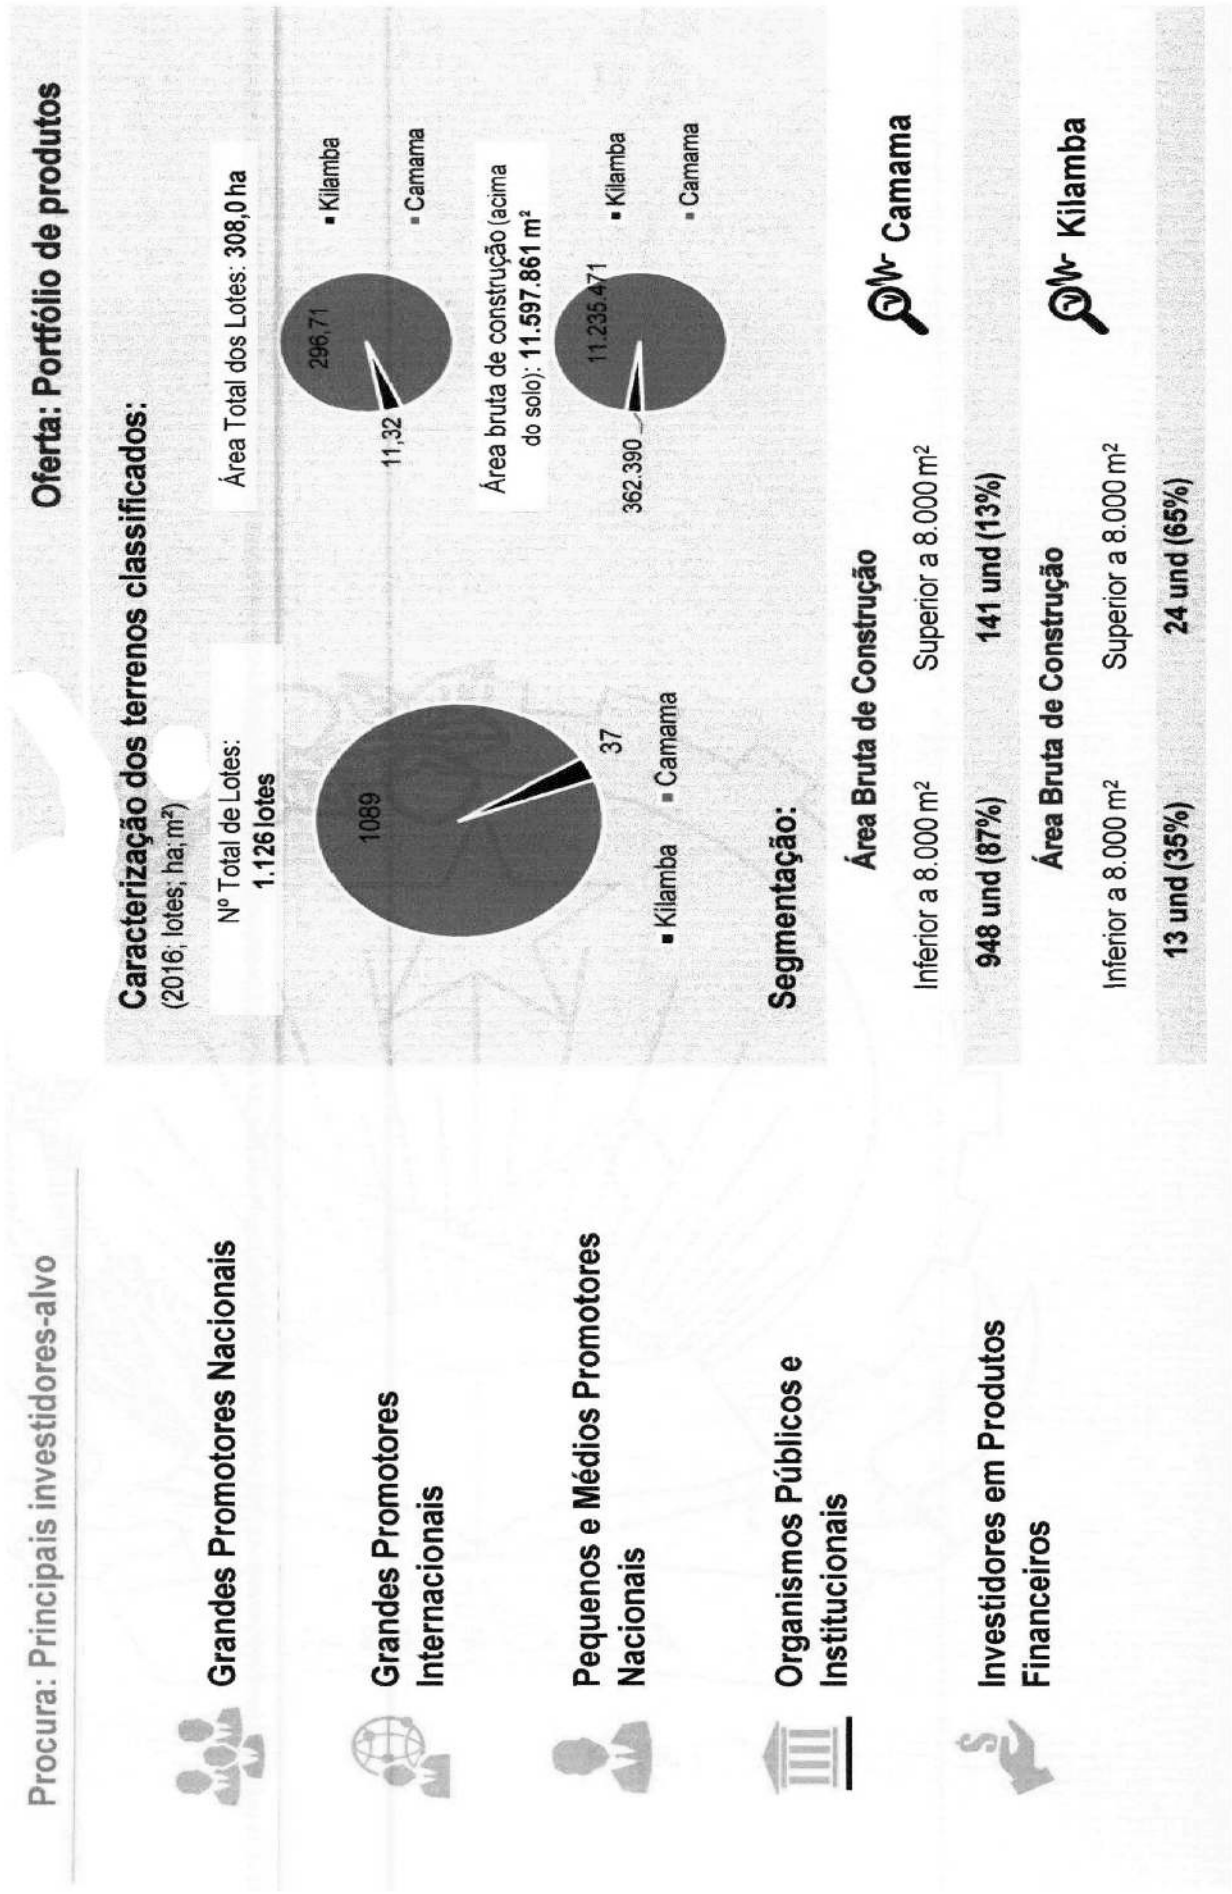 Procura: Principais investidores-alvo
Grandes Promotores Nacionais
Grandes Promotores
Internacionais
Pequenos e Médios Promotores
Nacionais
Organismos Públicos e
Institucionais
Investidores em Produtos
Financeiros
Oferta: Portfólio de produtos
Caracterização dos terrenos classificados:
(2016; lotes; ha; m²)
Nº Total de Lotes:
1.126 lotes
1089
37
Kilamba Camama
Área Total dos Lotes: 308,0 ha
296,71
11,32
Kilamba
Camama
Área bruta de construção (acima
do solo): 11.597.861 m²
11.235.471
362.390
Kilamba
Camama
Segmentação:
Área Bruta de Construção
Inferior a 8.000 m² Superior a 8.000 m²
948 und (87%) 141 und (13%)
Camama
Área Bruta de Construção
Inferior a 8.000 m² Superior a 8.000 m²
13 und (35%) 24 und (65%)
Kilamba